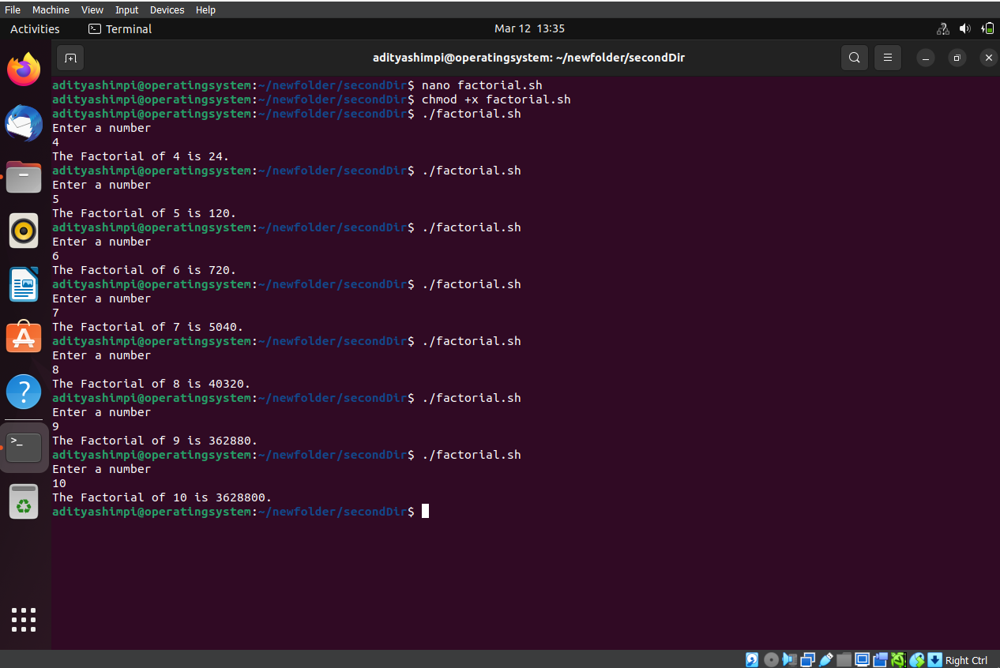 File Machine View Input Devices Help
Activities Terminal Mar 12 13:35
adityashimpi@operatingsystem: ~/newfolder/secondDir
adityashimpi@operatingsystem:~/newfolder/secondDir$ nano factorial.sh
adityashimpi@operatingsystem:~/newfolder/secondDir$ chmod +x factorial.sh
adityashimpi@operatingsystem:~/newfolder/secondDir$ ./factorial.sh
Enter a number
4
The Factorial of 4 is 24.
adityashimpi@operatingsystem:~/newfolder/secondDir$ ./factorial.sh
Enter a number
5
The Factorial of 5 is 120.
adityashimpi@operatingsystem:~/newfolder/secondDir$ ./factorial.sh
Enter a number
6
The Factorial of 6 is 720.
adityashimpi@operatingsystem:~/newfolder/secondDir$ ./factorial.sh
Enter a number
7
The Factorial of 7 is 5040.
adityashimpi@operatingsystem:~/newfolder/secondDir$ ./factorial.sh
Enter a number
8
The Factorial of 8 is 40320.
adityashimpi@operatingsystem:~/newfolder/secondDir$ ./factorial.sh
Enter a number
9
The Factorial of 9 is 362880.
adityashimpi@operatingsystem:~/newfolder/secondDir$ ./factorial.sh
Enter a number
10
The Factorial of 10 is 3628800.
adityashimpi@operatingsystem:~/newfolder/secondDir$
Right Ctrl